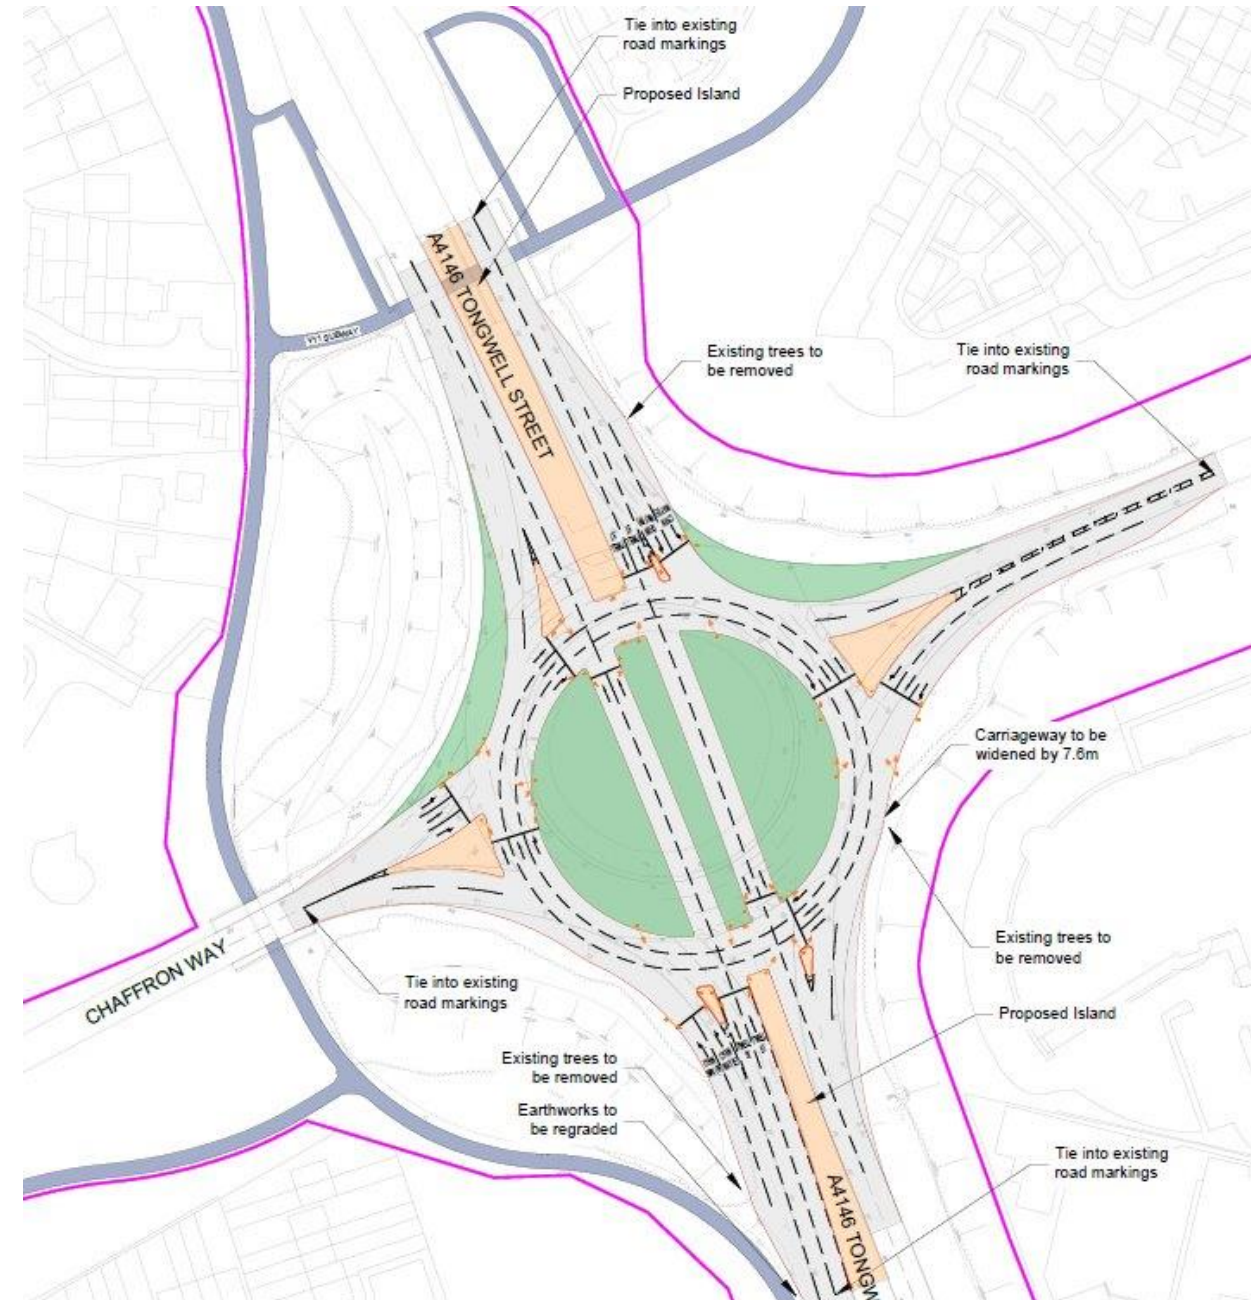 Tie into existing
road markings
Proposed Island
A4146 TONGWELL STREET
SUBWAY
Existing trees to
be removed
Tie into existing
road markings
Carriageway to be
widened by 7.6m
Existing trees to
be removed
CHAFFRON WAY
Tie into existing
road markings
Proposed Island
Existing trees to
be removed
Earthworks to
be regraded
Tie into existing
road markings
A4146 TONGW